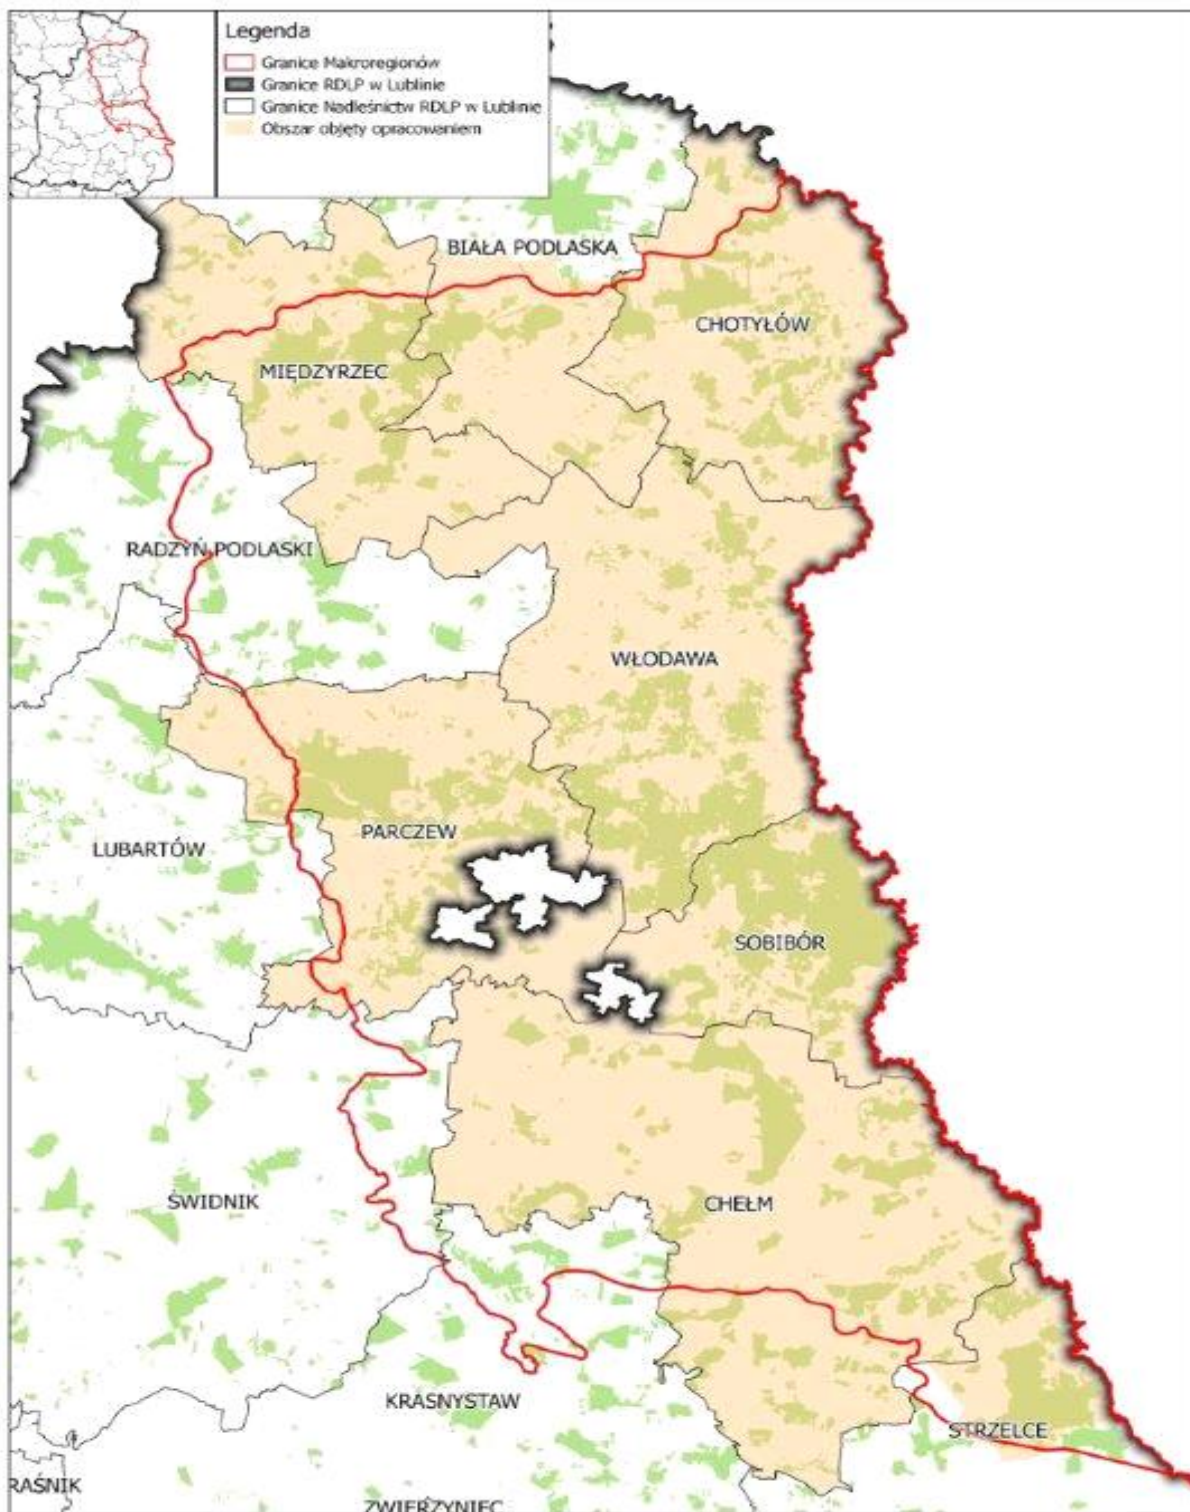 Legenda
Granice Makroregionów
Granice RDLP w Lublinie
Granice Nadleśnictw RDLP w Lublinie
Obszar objęty opracowaniem
BIAŁA PODLASKA
CHOTYŁÓW
MIĘDZYRZEC
RADZYŃ PODLASKI
WŁODAWA
PARCZEW
LUBARTÓW
SOBIBÓR
ŚWIDNIK
CHEŁM
KRASNYSTAW
STRZELCE
RAŚNIK
ZWIERZYNIEC